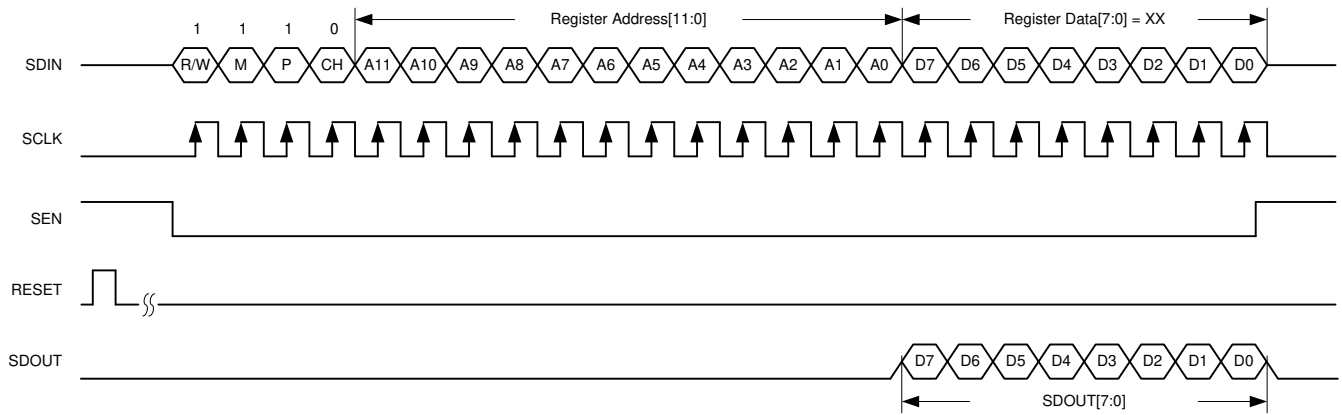 Register Address[11:0] Register Data[7:0] = XX
1 1 1 0
SDIN R/W M P CH A11 A10 A9 A8 A7 A6 A5 A4 A3 A2 A1 A0 D7 D6 D5 D4 D3 D2 D1 D0
SCLK
SEN
RESET
SDOUT D7 D6 D5 D4 D3 D2 D1 D0
SDOUT[7:0]